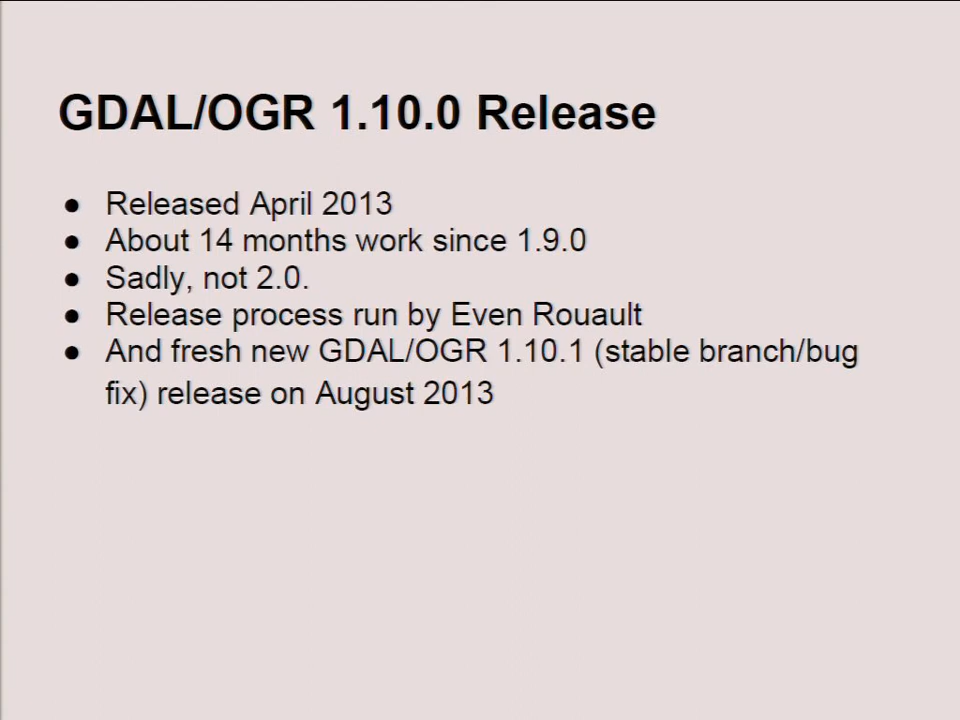 GDAL/OGR 1.10.0 Release
● Released April 2013
● About 14 months work since 1.9.0
● Sadly, not 2.0.
● Release process run by Even Rouault
● And fresh new GDAL/OGR 1.10.1 (stable branch/bug
fix) release on August 2013